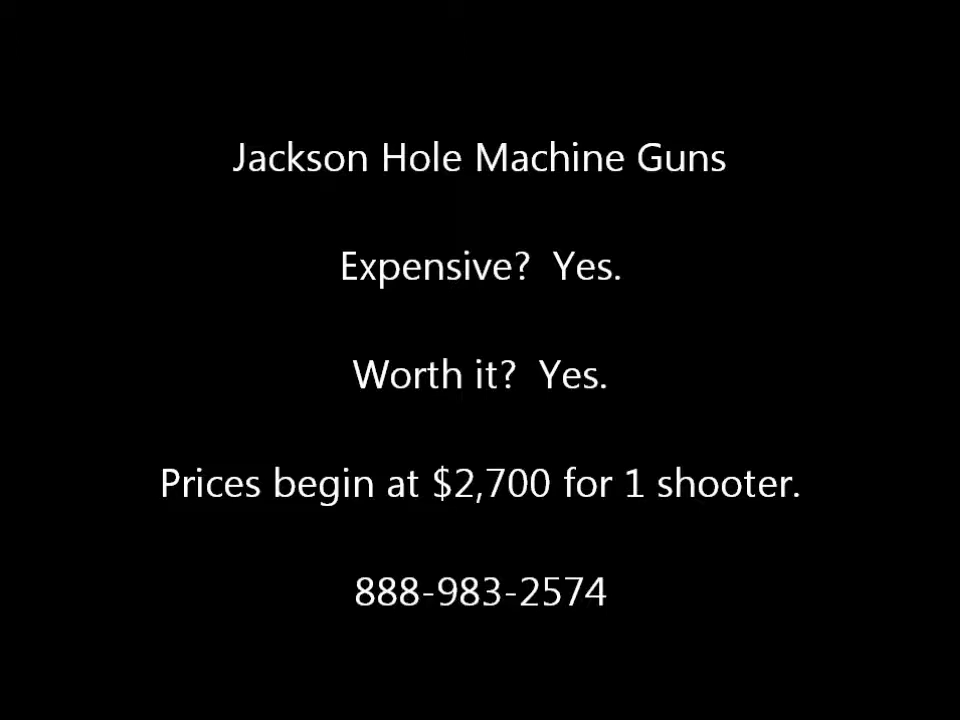 Jackson Hole Machine Guns
Expensive?  Yes.
Worth it?  Yes.
Prices begin at $2,700 for 1 shooter.
888-983-2574